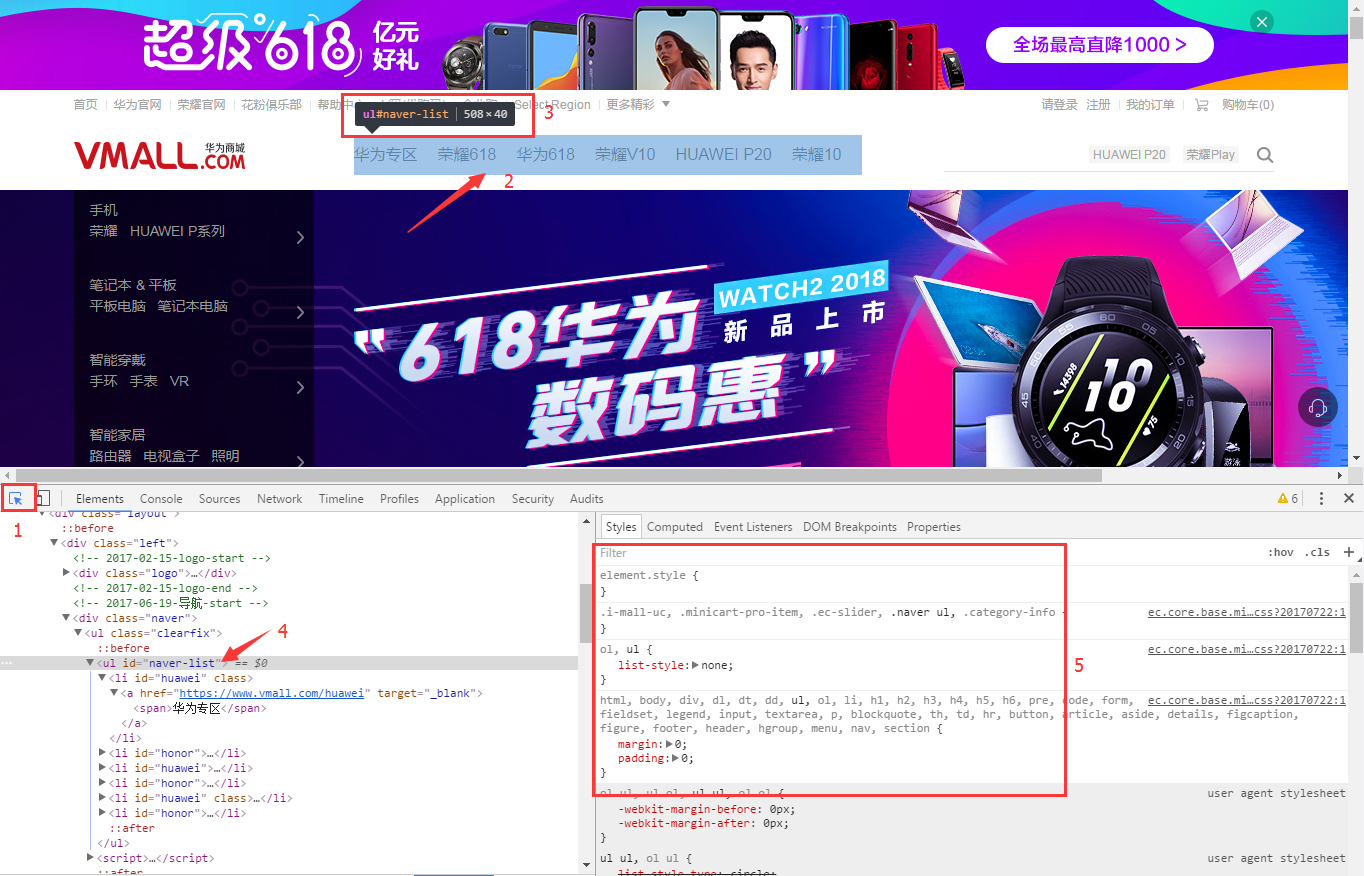 超级618 亿元
好礼
全场最高直降1000 >
首页 华为官网 荣耀官网 花粉俱乐部 帮助中 Select Region 更多精彩 请登录 注册 我的订单 购物车(0)
ul#naver-list 508×40
3
VMALL.COM 华为商城
华为专区 荣耀618 华为618 荣耀V10 HUAWEI P20 荣耀10
HUAWEI P20 荣耀Play
2
手机
荣耀 HUAWEI P系列
笔记本 & 平板
平板电脑 笔记本电脑
智能穿戴
手环 手表 VR
智能家居
路由器 电视盒子 照明
WATCH2 2018
新品上市
“618华为
数码惠”
60
05
10
15
20
45
14398
10
10
75
游泳
Elements Console Sources Network Timeline Profiles Application Security Audits 6
1
<div class="layout">
::before
<div class="left">
<!-- 2017-02-15-logo-start -->
<div class="logo">…</div>
<!-- 2017-02-15-logo-end -->
<!-- 2017-06-19-导航-start -->
<div class="naver">
<ul class="clearfix">
::before
<ul id="naver-list"> == $0
4
<li id="huawei" class>
<a href="https://www.vmall.com/huawei" target="_blank">
<span>华为专区</span>
</a>
</li>
<li id="honor">…</li>
<li id="huawei">…</li>
<li id="honor">…</li>
<li id="huawei" class>…</li>
<li id="honor">…</li>
::after
</ul>
<script>…</script>
::after
Styles Computed Event Listeners DOM Breakpoints Properties
Filter :hov .cls +
element.style {
}
.i-mall-uc, .minicart-pro-item, .ec-slider, .naver ul, .category-info ec.core.base.mi…css?20170722:1
}
ol, ul { ec.core.base.mi…css?20170722:1
list-style: none;
}
5
html, body, div, dl, dt, dd, ul, ol, li, h1, h2, h3, h4, h5, h6, pre, code, form, ec.core.base.mi…css?20170722:1
fieldset, legend, input, textarea, p, blockquote, th, td, hr, button, article, aside, details, figcaption,
figure, footer, header, hgroup, menu, nav, section {
margin: 0;
padding: 0;
}
ol ul, ul ol, ul ul, ol ol { user agent stylesheet
-webkit-margin-before: 0px;
-webkit-margin-after: 0px;
}
ul ul, ol ul { user agent stylesheet
list-style-type: circle;